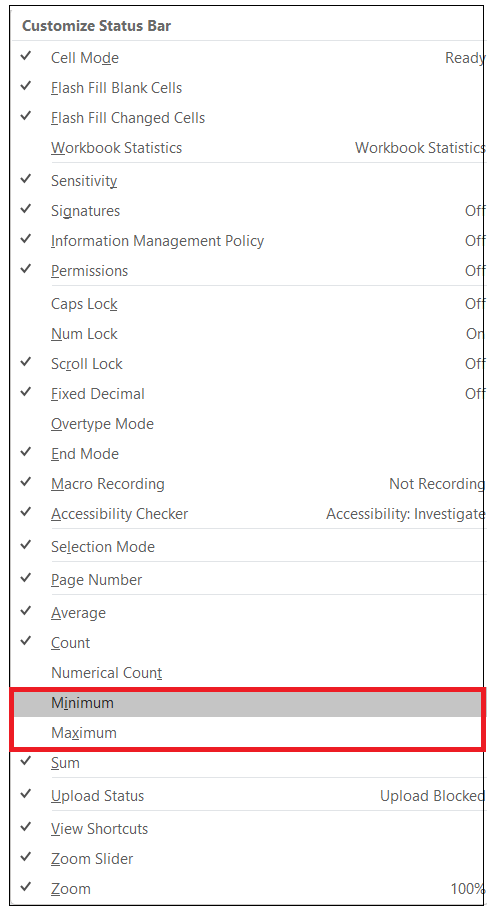 Customize Status Bar
Cell Mode Ready
Flash Fill Blank Cells
Flash Fill Changed Cells
Workbook Statistics Workbook Statistics
Sensitivity
Signatures Off
Information Management Policy Off
Permissions Off
Caps Lock Off
Num Lock On
Scroll Lock Off
Fixed Decimal Off
Overtype Mode
End Mode
Macro Recording Not Recording
Accessibility Checker Accessibility: Investigate
Selection Mode
Page Number
Average
Count
Numerical Count
Minimum
Maximum
Sum
Upload Status Upload Blocked
View Shortcuts
Zoom Slider
Zoom 100%